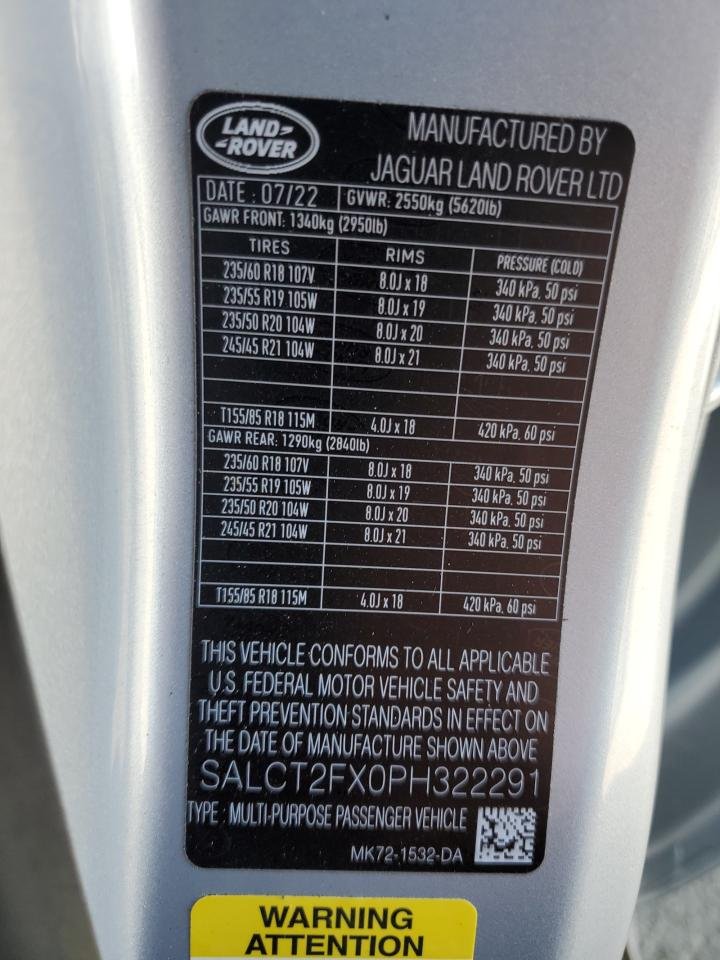 LAND-
-ROVER
MANUFACTURED BY
JAGUAR LAND ROVER LTD
DATE : 07/22 GVWR: 2550kg (5620lb)
GAWR FRONT: 1340kg (2950lb)
TIRES RIMS PRESSURE (COLD)
235/60 R18 107V 8.0J x 18 340 kPa, 50 psi
235/55 R19 105W 8.0J x 19 340 kPa, 50 psi
235/50 R20 104W 8.0J x 20 340 kPa, 50 psi
245/45 R21 104W 8.0J x 21 340 kPa, 50 psi
T155/85 R18 115M 4.0J x 18 420 kPa, 60 psi
GAWR REAR: 1290kg (2840lb)
235/60 R18 107V 8.0J x 18 340 kPa, 50 psi
235/55 R19 105W 8.0J x 19 340 kPa, 50 psi
235/50 R20 104W 8.0J x 20 340 kPa, 50 psi
245/45 R21 104W 8.0J x 21 340 kPa, 50 psi
T155/85 R18 115M 4.0J x 18 420 kPa, 60 psi
THIS VEHICLE CONFORMS TO ALL APPLICABLE
U.S. FEDERAL MOTOR VEHICLE SAFETY AND
THEFT PREVENTION STANDARDS IN EFFECT ON
THE DATE OF MANUFACTURE SHOWN ABOVE
SALCT2FX0PH322291
TYPE : MULTI-PURPOSE PASSENGER VEHICLE
MK72-1532-DA
WARNING
ATTENTION